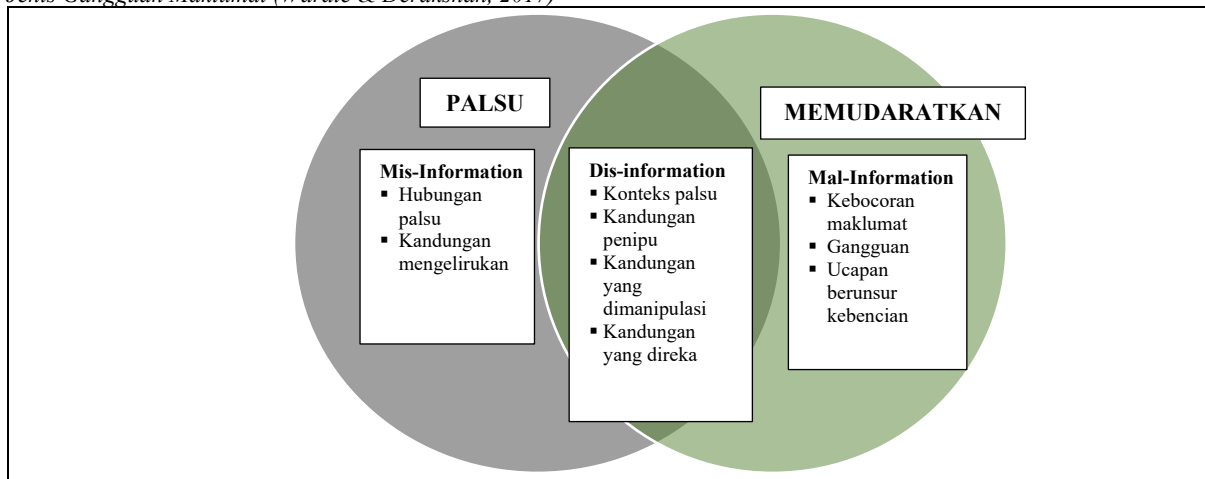 Jenis Gangguan Maklumat (Wardle & Derakshan, 2017)
PALSU
MEMUDARATKAN
Mis-Information
▪ Hubungan
palsu
▪ Kandungan
mengelirukan
Dis-information
▪ Konteks palsu
▪ Kandungan
penipu
▪ Kandungan
yang
dimanipulasi
▪ Kandungan
yang direka
Mal-Information
▪ Kebocoran
maklumat
▪ Gangguan
▪ Ucapan
berunsur
kebencian